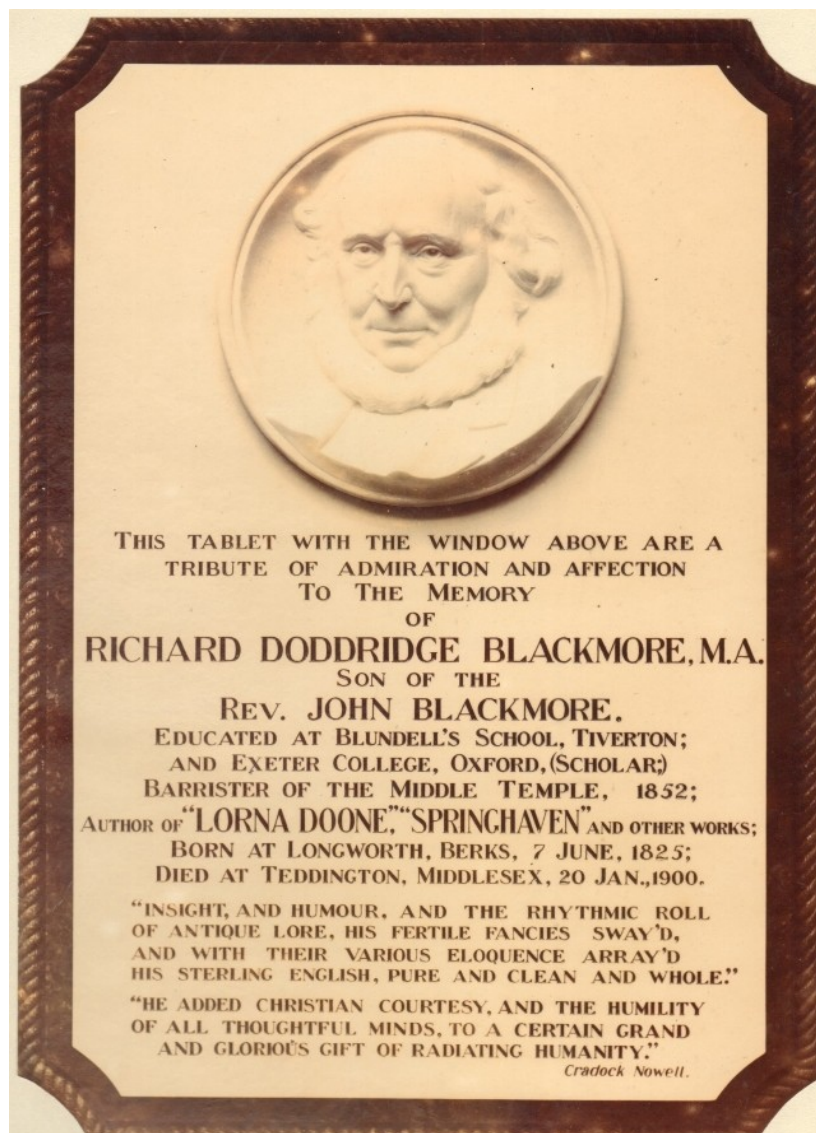 THIS TABLET WITH THE WINDOW ABOVE ARE A
TRIBUTE OF ADMIRATION AND AFFECTION
TO THE MEMORY
OF
RICHARD DODDRIDGE BLACKMORE, M.A.
SON OF THE
REV. JOHN BLACKMORE.
EDUCATED AT BLUNDELL'S SCHOOL, TIVERTON;
AND EXETER COLLEGE, OXFORD, (SCHOLAR;)
BARRISTER OF THE MIDDLE TEMPLE, 1852;
AUTHOR OF "LORNA DOONE," "SPRINGHAVEN" AND OTHER WORKS;
BORN AT LONGWORTH, BERKS, 7 JUNE, 1825;
DIED AT TEDDINGTON, MIDDLESEX, 20 JAN., 1900.
"INSIGHT, AND HUMOUR, AND THE RHYTHMIC ROLL
OF ANTIQUE LORE, HIS FERTILE FANCIES SWAY'D,
AND WITH THEIR VARIOUS ELOQUENCE ARRAY'D
HIS STERLING ENGLISH, PURE AND CLEAN AND WHOLE."
"HE ADDED CHRISTIAN COURTESY, AND THE HUMILITY
OF ALL THOUGHTFUL MINDS, TO A CERTAIN GRAND
AND GLORIOUS GIFT OF RADIATING HUMANITY."
Cradock Nowell.